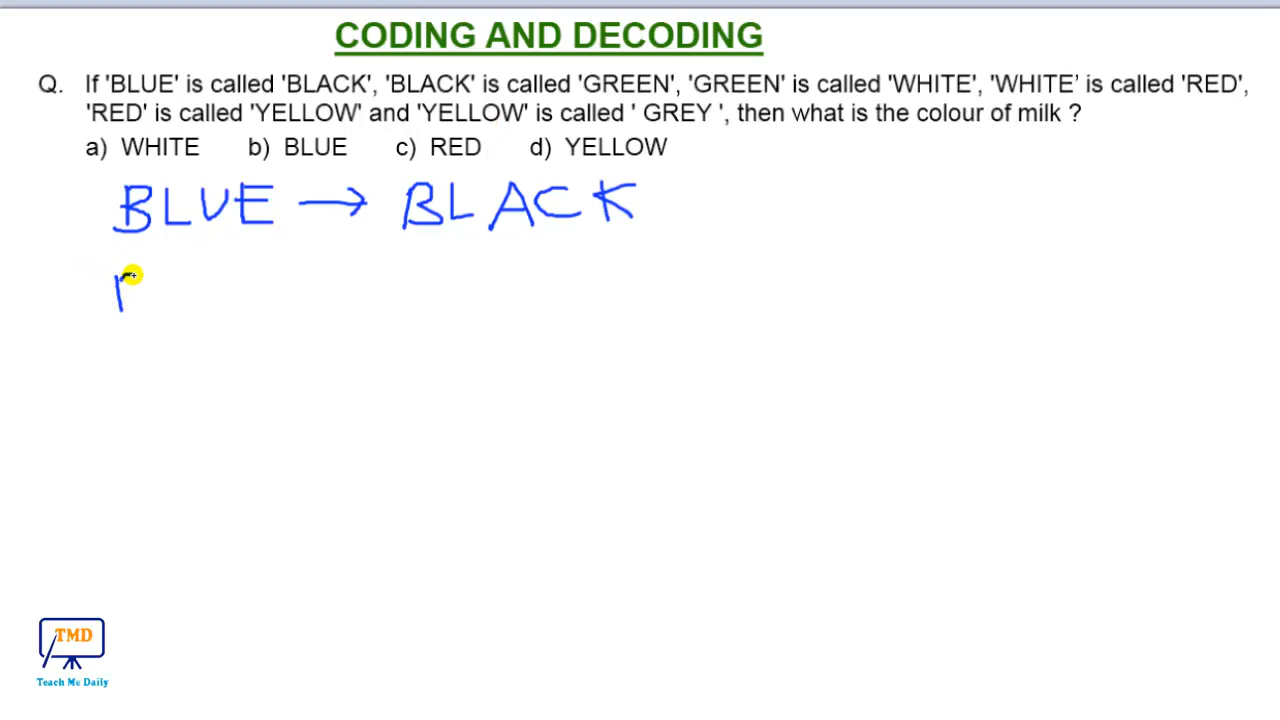 CODING AND DECODING
Q. If 'BLUE' is called 'BLACK', 'BLACK' is called 'GREEN', 'GREEN' is called 'WHITE', 'WHITE' is called 'RED',
'RED' is called 'YELLOW' and 'YELLOW' is called ' GREY ', then what is the colour of milk ?
a) WHITE b) BLUE c) RED d) YELLOW
BLUE → BLACK
TMD
Teach Me Daily